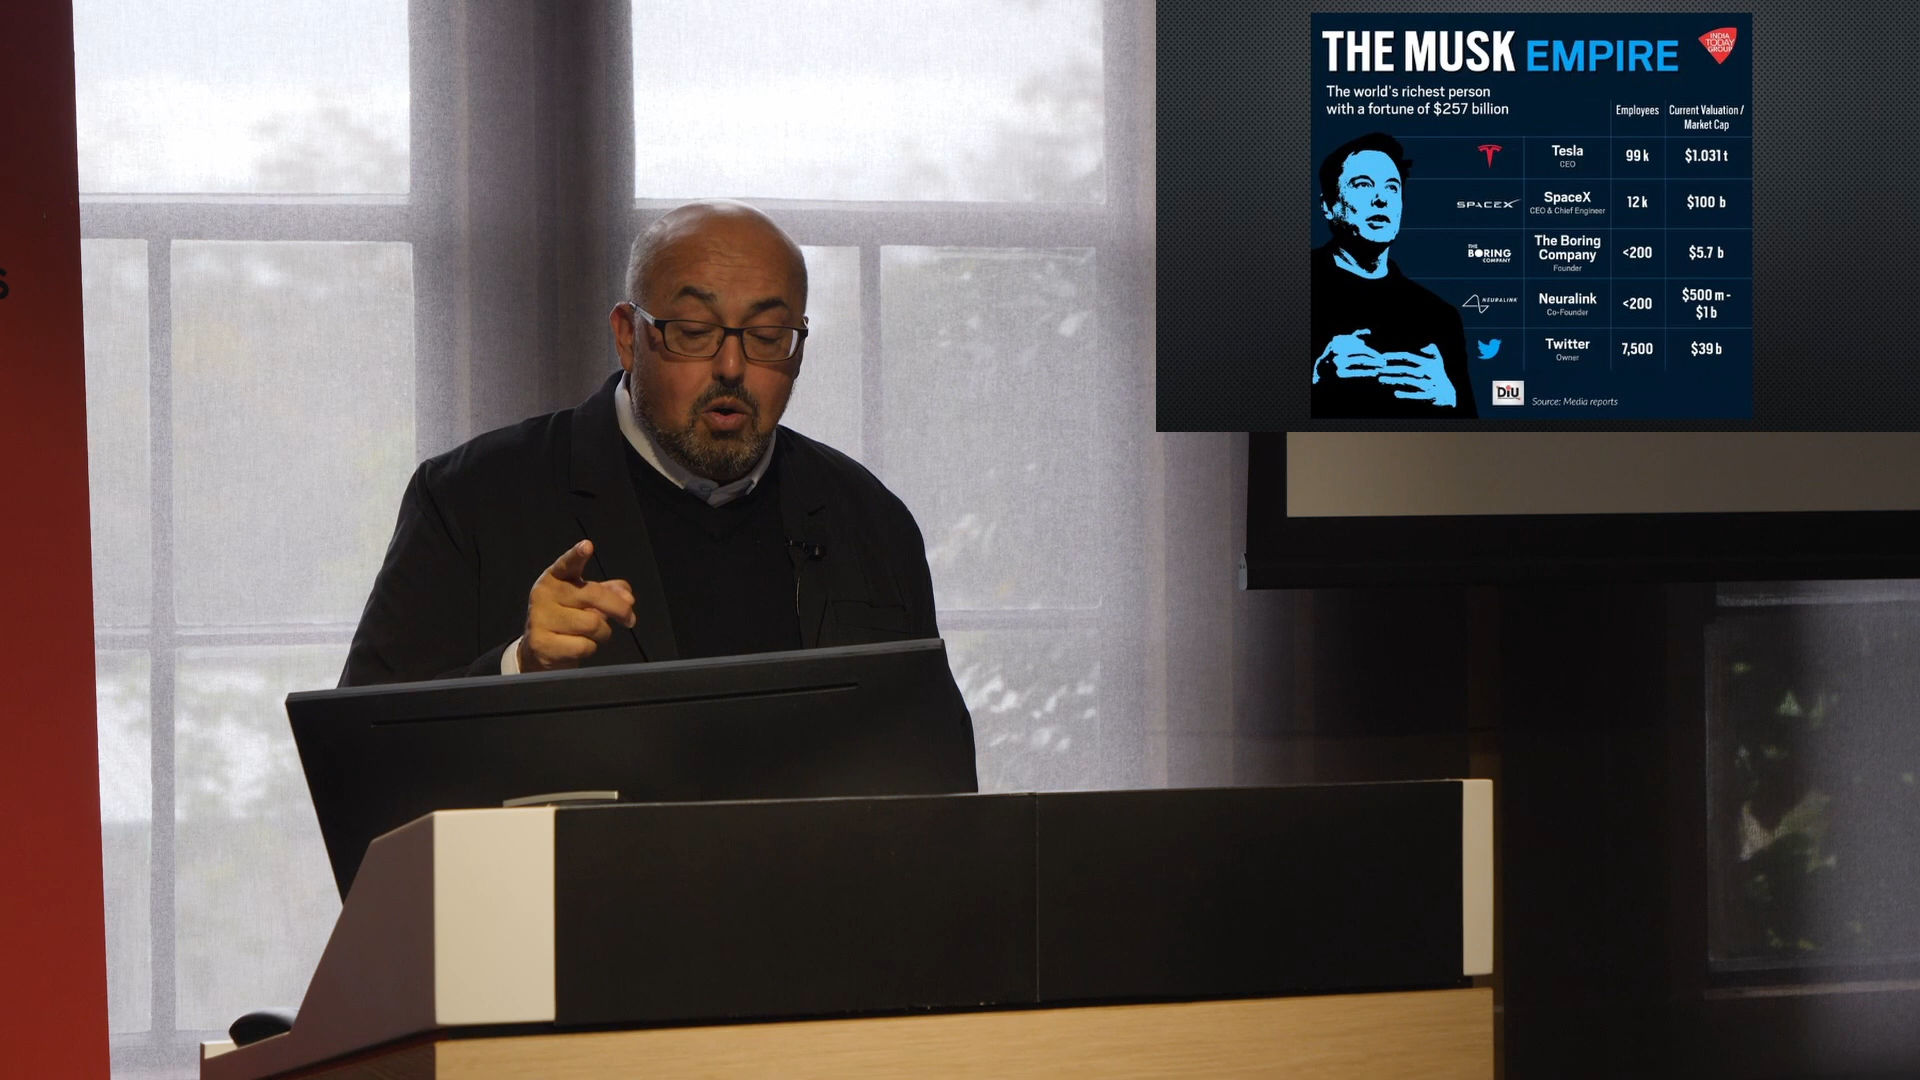 S
THE MUSK EMPIRE
INDIA
TODAY
GROUP
The world's richest person
with a fortune of $257 billion
Employees
Current Valuation /
Market Cap
Tesla
CEO
99 k
$1.031 t
SPACEX
SpaceX
CEO & Chief Engineer
12 k
$100 b
THE
BORING
COMPANY
The Boring
Company
Founder
<200
$5.7 b
NEURALINK
Neuralink
Co-Founder
<200
$500 m -
$1 b
Twitter
Owner
7,500
$39 b
DiU
Source: Media reports